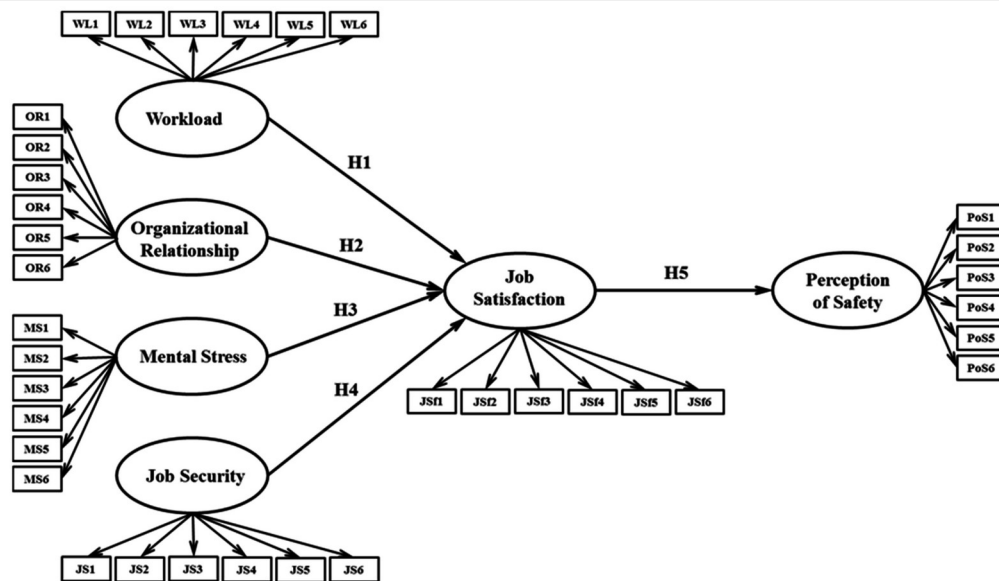 WL1 WL2 WL3 WL4 WL5 WL6
Workload
OR1
OR2
OR3
OR4
OR5
OR6
Organizational
Relationship
MS1
MS2
MS3
MS4
MS5
MS6
Mental Stress
Job Security
JS1 JS2 JS3 JS4 JS5 JS6
H1
H2
H3
H4
Job
Satisfaction
JSf1 JSf2 JSf3 JSf4 JSf5 JSf6
H5
Perception
of Safety
PoS1
PoS2
PoS3
PoS4
PoS5
PoS6